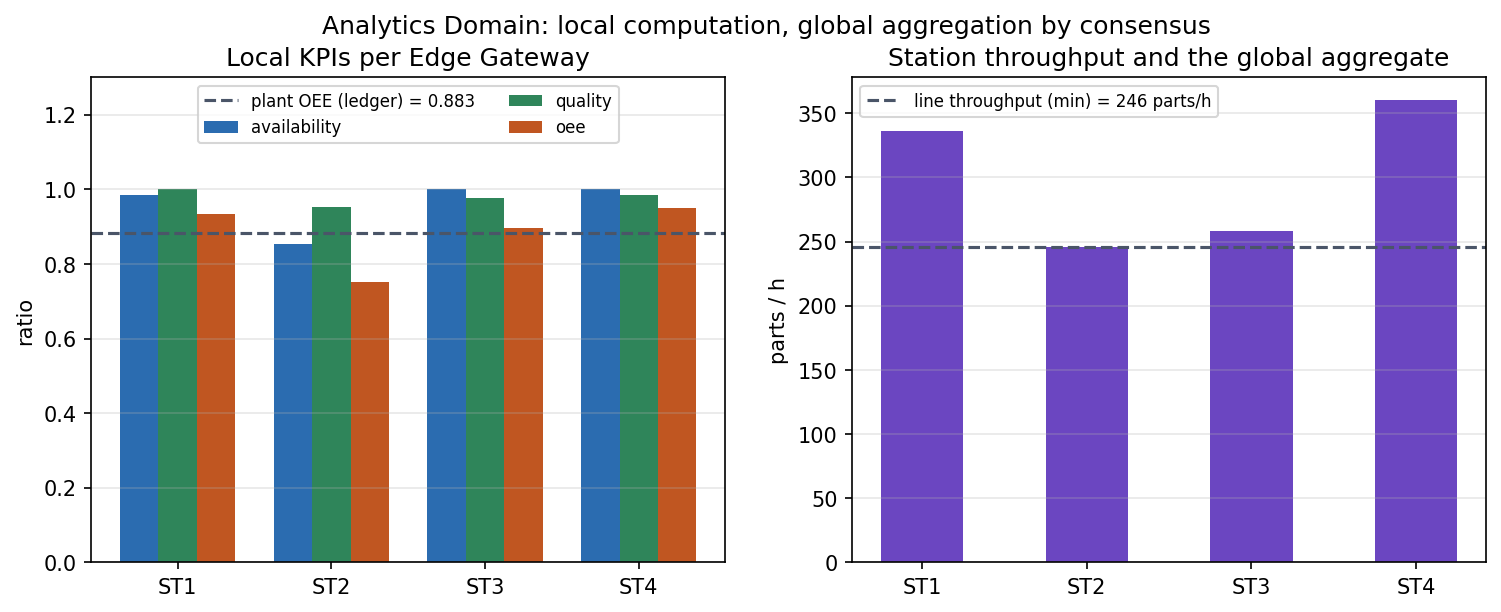 Analytics Domain: local computation, global aggregation by consensus
Local KPIs per Edge Gateway
plant OEE (ledger) = 0.883
availability
quality
oee
ratio
1.2
1.0
0.8
0.6
0.4
0.2
0.0
ST1 ST2 ST3 ST4
Station throughput and the global aggregate
line throughput (min) = 246 parts/h
parts / h
350
300
250
200
150
100
50
0
ST1 ST2 ST3 ST4